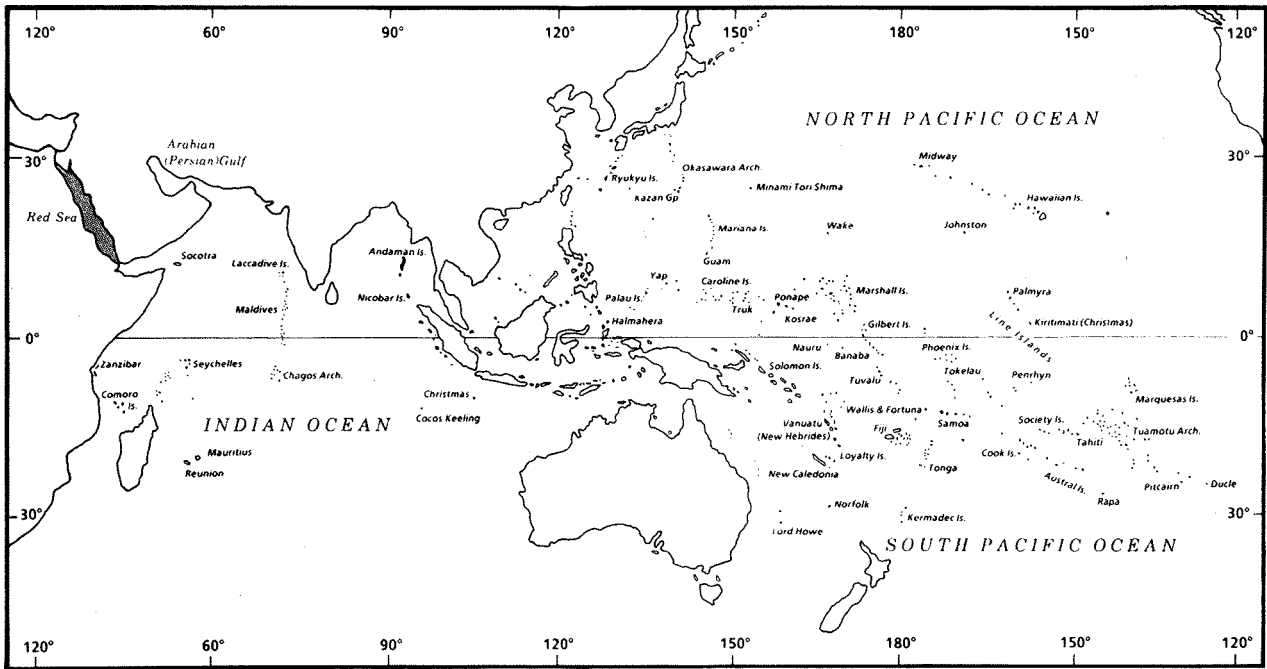 120° 60° 90° 120° 150° 180° 150° 120°
NORTH PACIFIC OCEAN
Arabian
(Persian)Gulf
30°
30°
Midway
Okasawara Arch.
Ryukyu Is.
Minami Tori Shima
Kazan Gp
Hawaiian Is.
Red Sea
Mariana Is.
Wake
Johnston
Andaman Is.
Socotra
Laccadive Is.
Guam
Yap
Caroline Is.
Nicobar Is.
Palau Is.
Ponape
Marshall Is.
Palmyra
Maldives
Truk
Kosrae
Halmahera
Gilbert Is.
Line Islands
Kiritimati (Christmas)
0°
0°
Nauru
Banaba
Phoenix Is.
Zanzibar
Seychelles
Solomon Is.
Tokelau
Chagos Arch.
Tuvalu
Penrhyn
Comoro
Is.
Christmas
Marquesas Is.
Cocos Keeling
Wallis & Fortuna
INDIAN OCEAN
Vanuatu
(New Hebrides)
Fiji
Samoa
Society Is.
Tahiti
Tuamotu Arch.
Mauritius
Reunion
Loyalty Is.
Cook Is.
New Caledonia
Tonga
Austral Is.
Pitcairn
Ducle
Rapa
Norfolk
30°
30°
Kermadec Is.
Lord Howe
SOUTH PACIFIC OCEAN
120° 60° 90° 120° 150° 180° 150° 120°